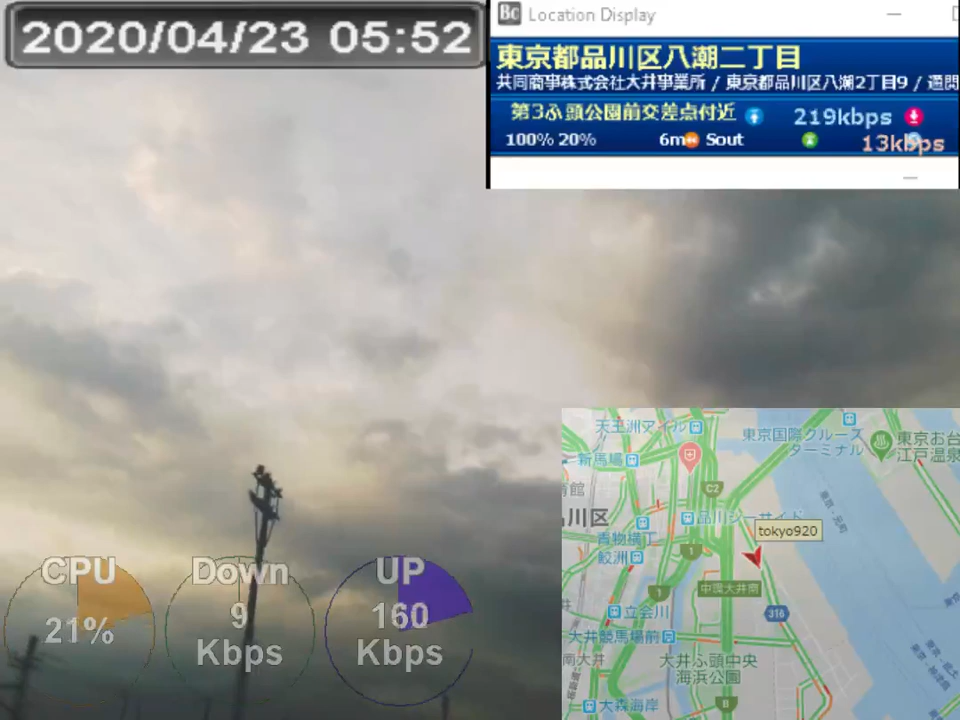 2020/04/23 05:52
Location Display
東京都品川区八潮二丁目
共同商事株式会社大井事業所 / 東京都品川区八潮2丁目9 /
第3ふ頭公園前交差点付近
219kbps
100% 20%
6m
Sout
13kbps
天王洲アイル
東京国際クルーズ
ターミナル
東京お台
江戸温泉
新馬場
C2
川区
品川シーサイド
tokyo920
青物横丁
鮫洲
1
中環大井南
1
立会川
316
大井競馬場前
南大井
大井ふ頭中央
海浜公園
大森海岸
B
CPU
21%
Down
9
Kbps
UP
160
Kbps